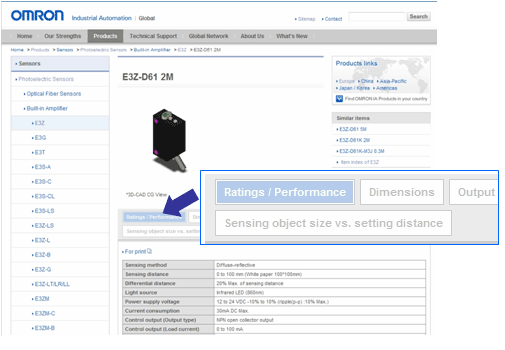 OMRON Industrial Automation | Global
Sitemap Contact Search
Home Our Strengths Products Technical Support Global Network About Us What's New
Home > Products > Sensors > Photoelectric Sensors > Built-in Amplifier > E3Z > E3Z-D61 2M
Sensors
Photoelectric Sensors
Optical Fiber Sensors
Built-in Amplifier
E3Z
E3G
E3T
E3S-A
E3S-C
E3S-CL
E3S-LS
E3Z-LS
E3Z-L
E3Z-B
E3Z-G
E3Z-LT/LR/LL
E3ZM
E3ZM-C
E3ZM-B
E3Z-D61 2M
*3D-CAD CG View
Products links
Europe China Asia-Pacific
Japan / Korea Americas
Find OMRON IA Products in your country
Similar items
E3Z-D61 5M
E3Z-D61K 2M
E3Z-D61K-M3J 0.3M
Item index of E3Z
Ratings / Performance
Sensing object size vs. setting distance
Ratings / Performance Dimensions Output
Sensing object size vs. setting distance
For print
Sensing method Diffuse-reflective
Sensing distance 0 to 100 mm (White paper 100*100mm)
Differential distance 20% Max. of sensing distance
Light source Infrared LED (860nm)
Power supply voltage 12 to 24 VDC -10% to 10% (ripple(p-p) :10% Max.)
Current consumption 30mA DC Max.
Control output (Output type) NPN open collector output
Control output (Load current) 0 to 100 mA